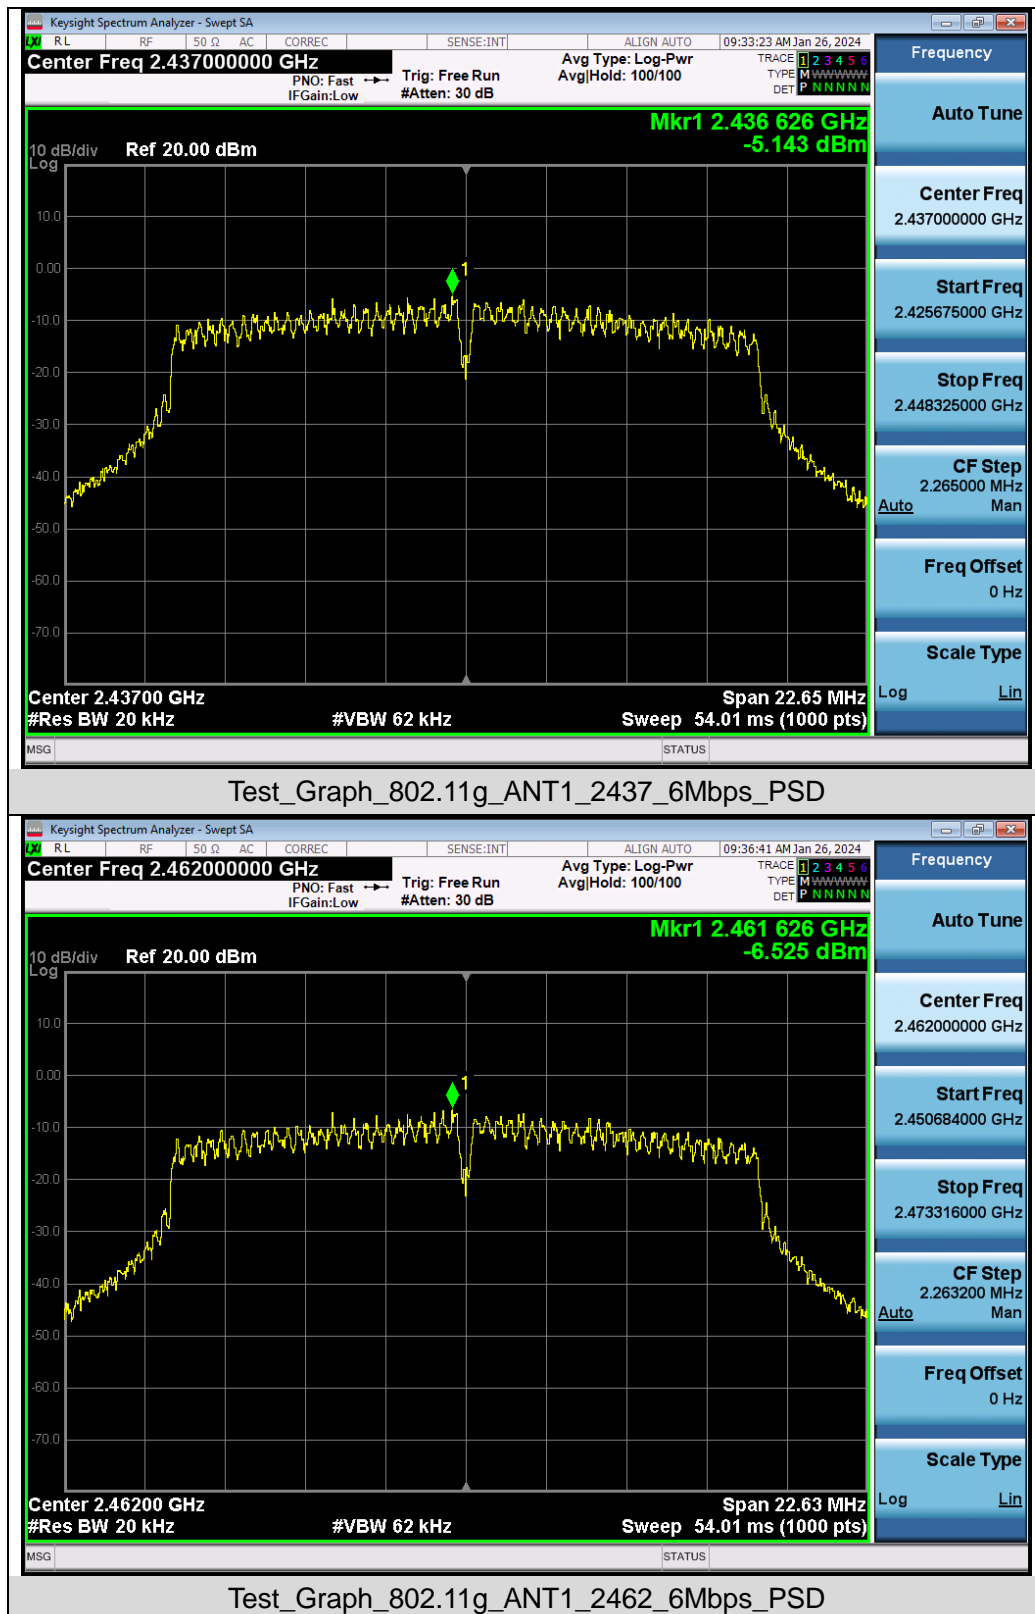 Keysight Spectrum Analyzer - Swept SA
LXI RL RF 50 Ω AC CORREC SENSE:INT ALIGN AUTO 09:33:23 AM Jan 26, 2024
Center Freq 2.437000000 GHz
PNO: Fast
IFGain:Low
Trig: Free Run
#Atten: 30 dB
Avg Type: Log-Pwr
Avg|Hold: 100/100
TRACE 1 2 3 4 5 6
TYPE M W W W W W
DET P N N N N N
Mkr1 2.436 626 GHz
-5.143 dBm
10 dB/div Ref 20.00 dBm
Log
10.0
0.00
1
-10.0
-20.0
-30.0
-40.0
-50.0
-60.0
-70.0
Center 2.43700 GHz Span 22.65 MHz
#Res BW 20 kHz #VBW 62 kHz Sweep 54.01 ms (1000 pts)
MSG STATUS
Frequency
Auto Tune
Center Freq
2.437000000 GHz
Start Freq
2.425675000 GHz
Stop Freq
2.448325000 GHz
CF Step
2.265000 MHz
Auto Man
Freq Offset
0 Hz
Scale Type
Log Lin
Test_Graph_802.11g_ANT1_2437_6Mbps_PSD
Keysight Spectrum Analyzer - Swept SA
LXI RL RF 50 Ω AC CORREC SENSE:INT ALIGN AUTO 09:36:41 AM Jan 26, 2024
Center Freq 2.462000000 GHz
PNO: Fast
IFGain:Low
Trig: Free Run
#Atten: 30 dB
Avg Type: Log-Pwr
Avg|Hold: 100/100
TRACE 1 2 3 4 5 6
TYPE M W W W W W
DET P N N N N N
Mkr1 2.461 626 GHz
-6.525 dBm
10 dB/div Ref 20.00 dBm
Log
10.0
0.00
1
-10.0
-20.0
-30.0
-40.0
-50.0
-60.0
-70.0
Center 2.46200 GHz Span 22.63 MHz
#Res BW 20 kHz #VBW 62 kHz Sweep 54.01 ms (1000 pts)
MSG STATUS
Frequency
Auto Tune
Center Freq
2.462000000 GHz
Start Freq
2.450684000 GHz
Stop Freq
2.473316000 GHz
CF Step
2.263200 MHz
Auto Man
Freq Offset
0 Hz
Scale Type
Log Lin
Test_Graph_802.11g_ANT1_2462_6Mbps_PSD